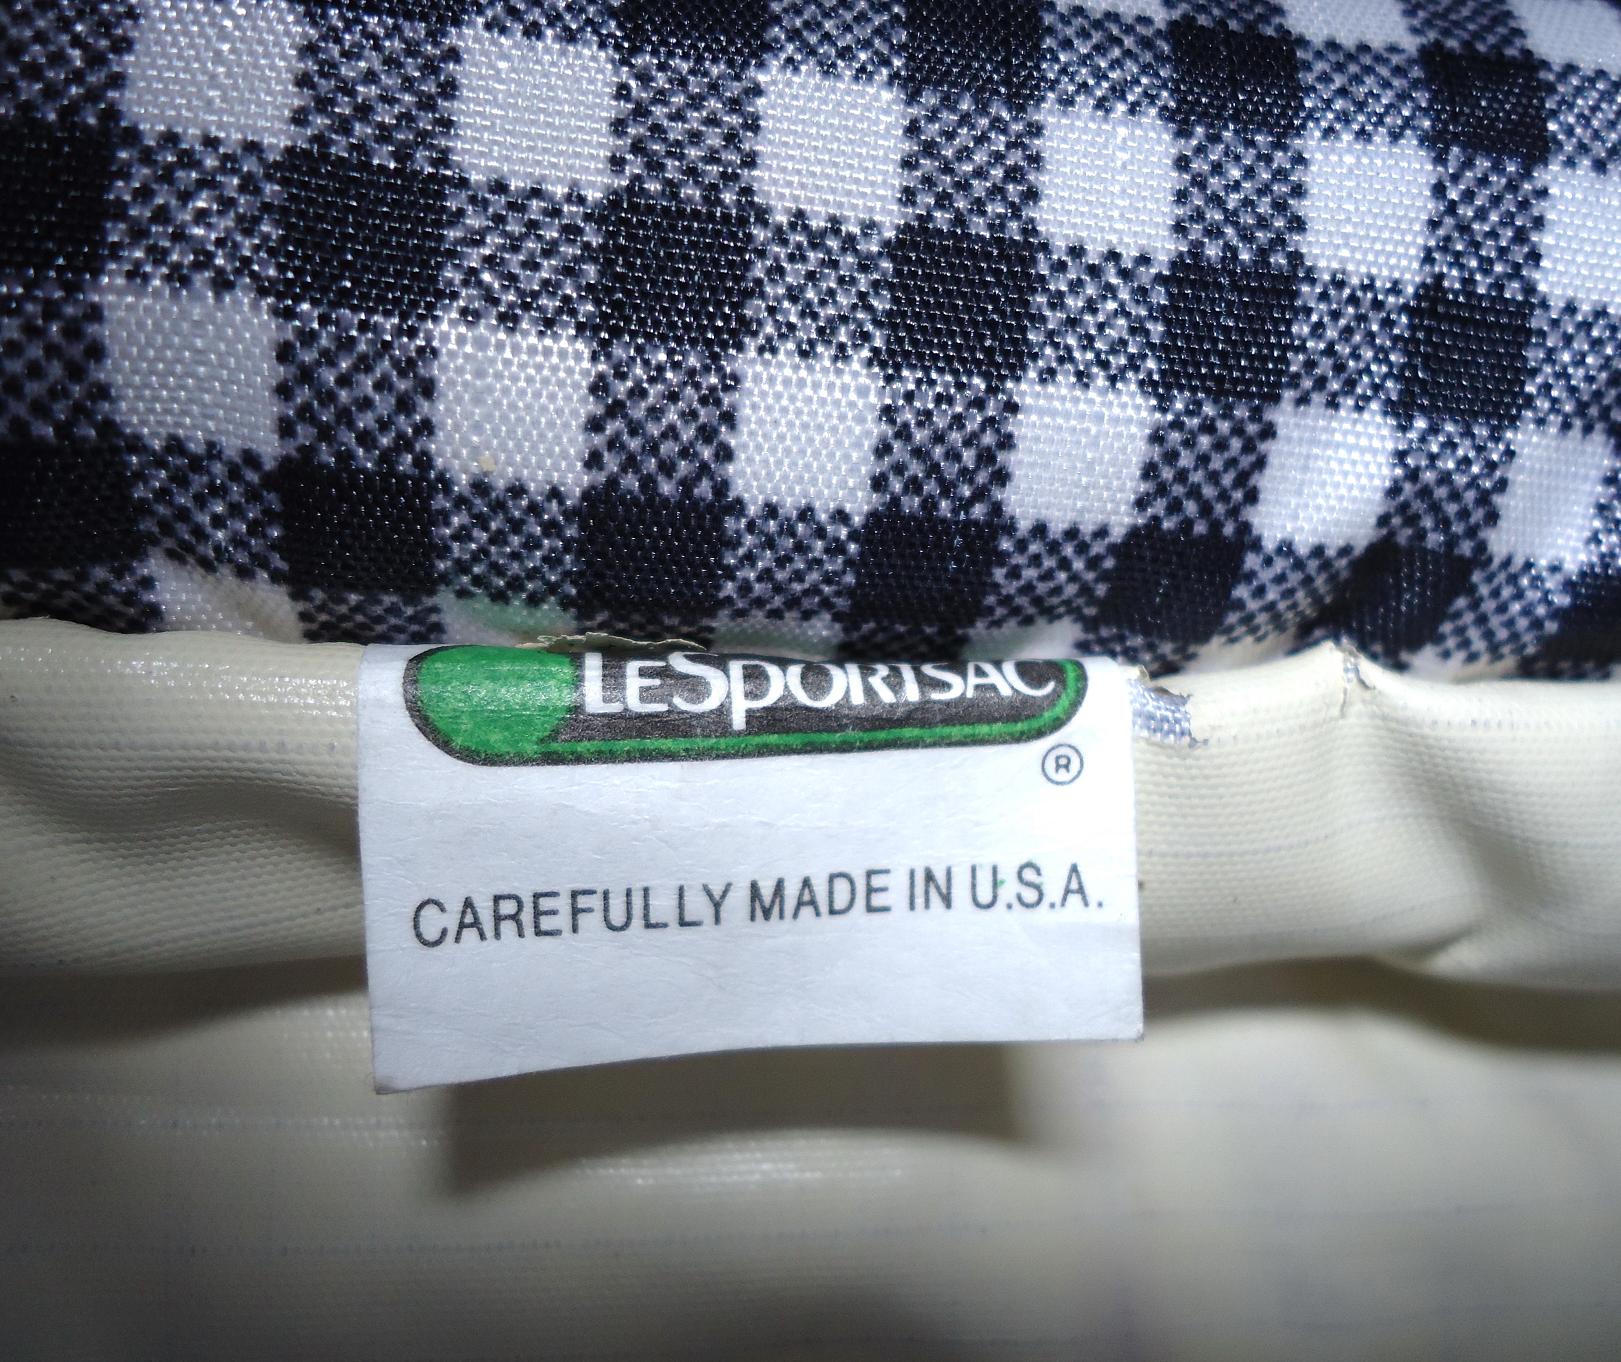 LESPORTSAC
®
CAREFULLY MADE IN U.S.A.